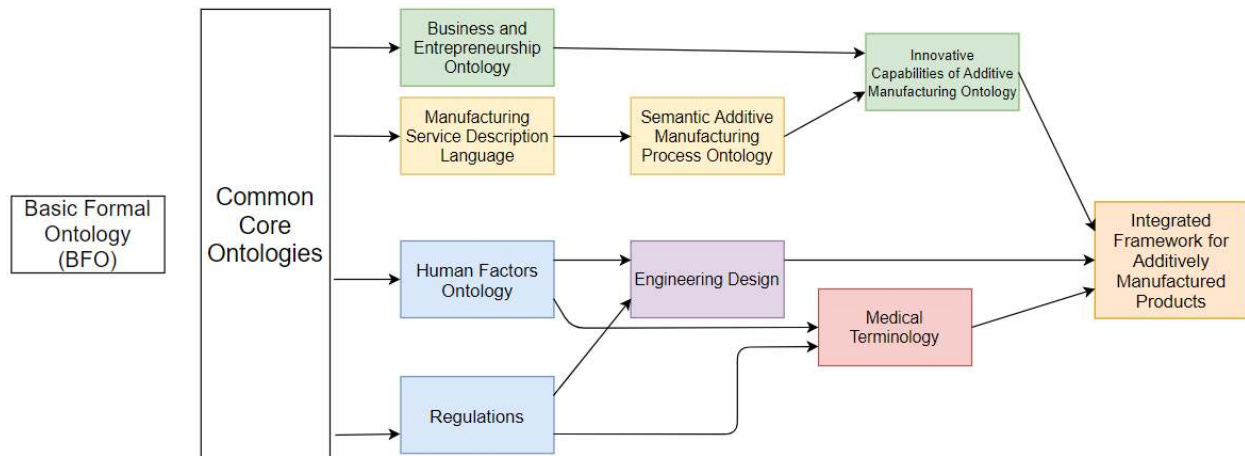 Basic Formal
Ontology
(BFO)
Common
Core
Ontologies
Business and
Entrepreneurship
Ontology
Manufacturing
Service Description
Language
Semantic Additive
Manufacturing
Process Ontology
Innovative
Capabilities of Additive
Manufacturing Ontology
Human Factors
Ontology
Engineering Design
Regulations
Medical
Terminology
Integrated
Framework for
Additively
Manufactured
Products